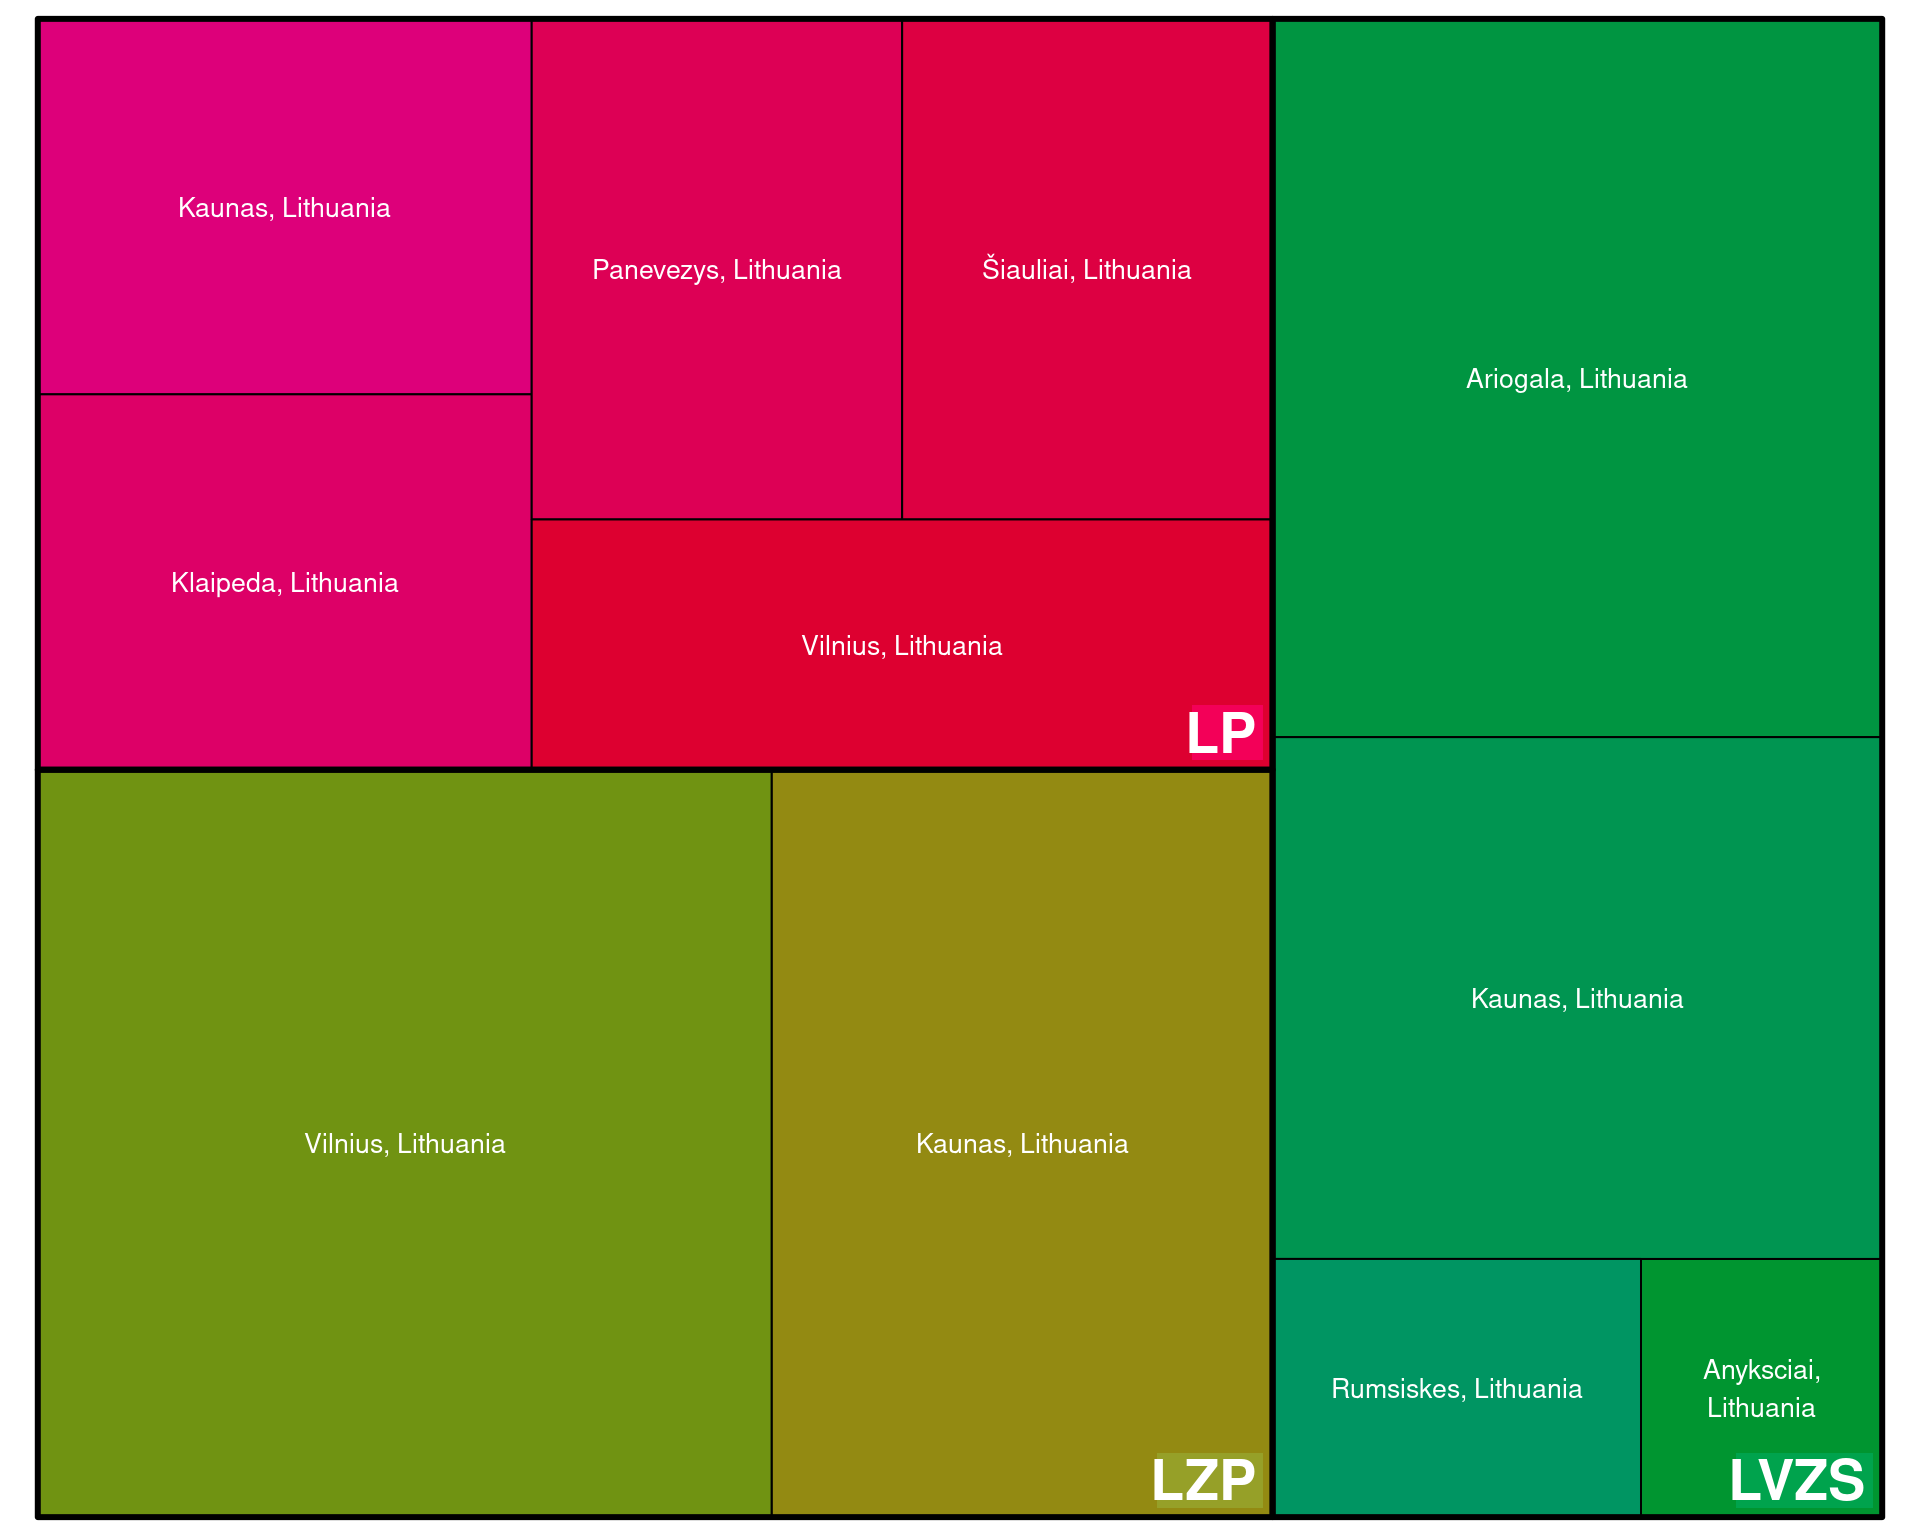 Kaunas, Lithuania
Panevezys, Lithuania
Šiauliai, Lithuania
Klaipeda, Lithuania
Vilnius, Lithuania
LP
Vilnius, Lithuania
Kaunas, Lithuania
LZP
Ariogala, Lithuania
Kaunas, Lithuania
Rumsiskes, Lithuania
Anyksciai,
Lithuania
LVZS